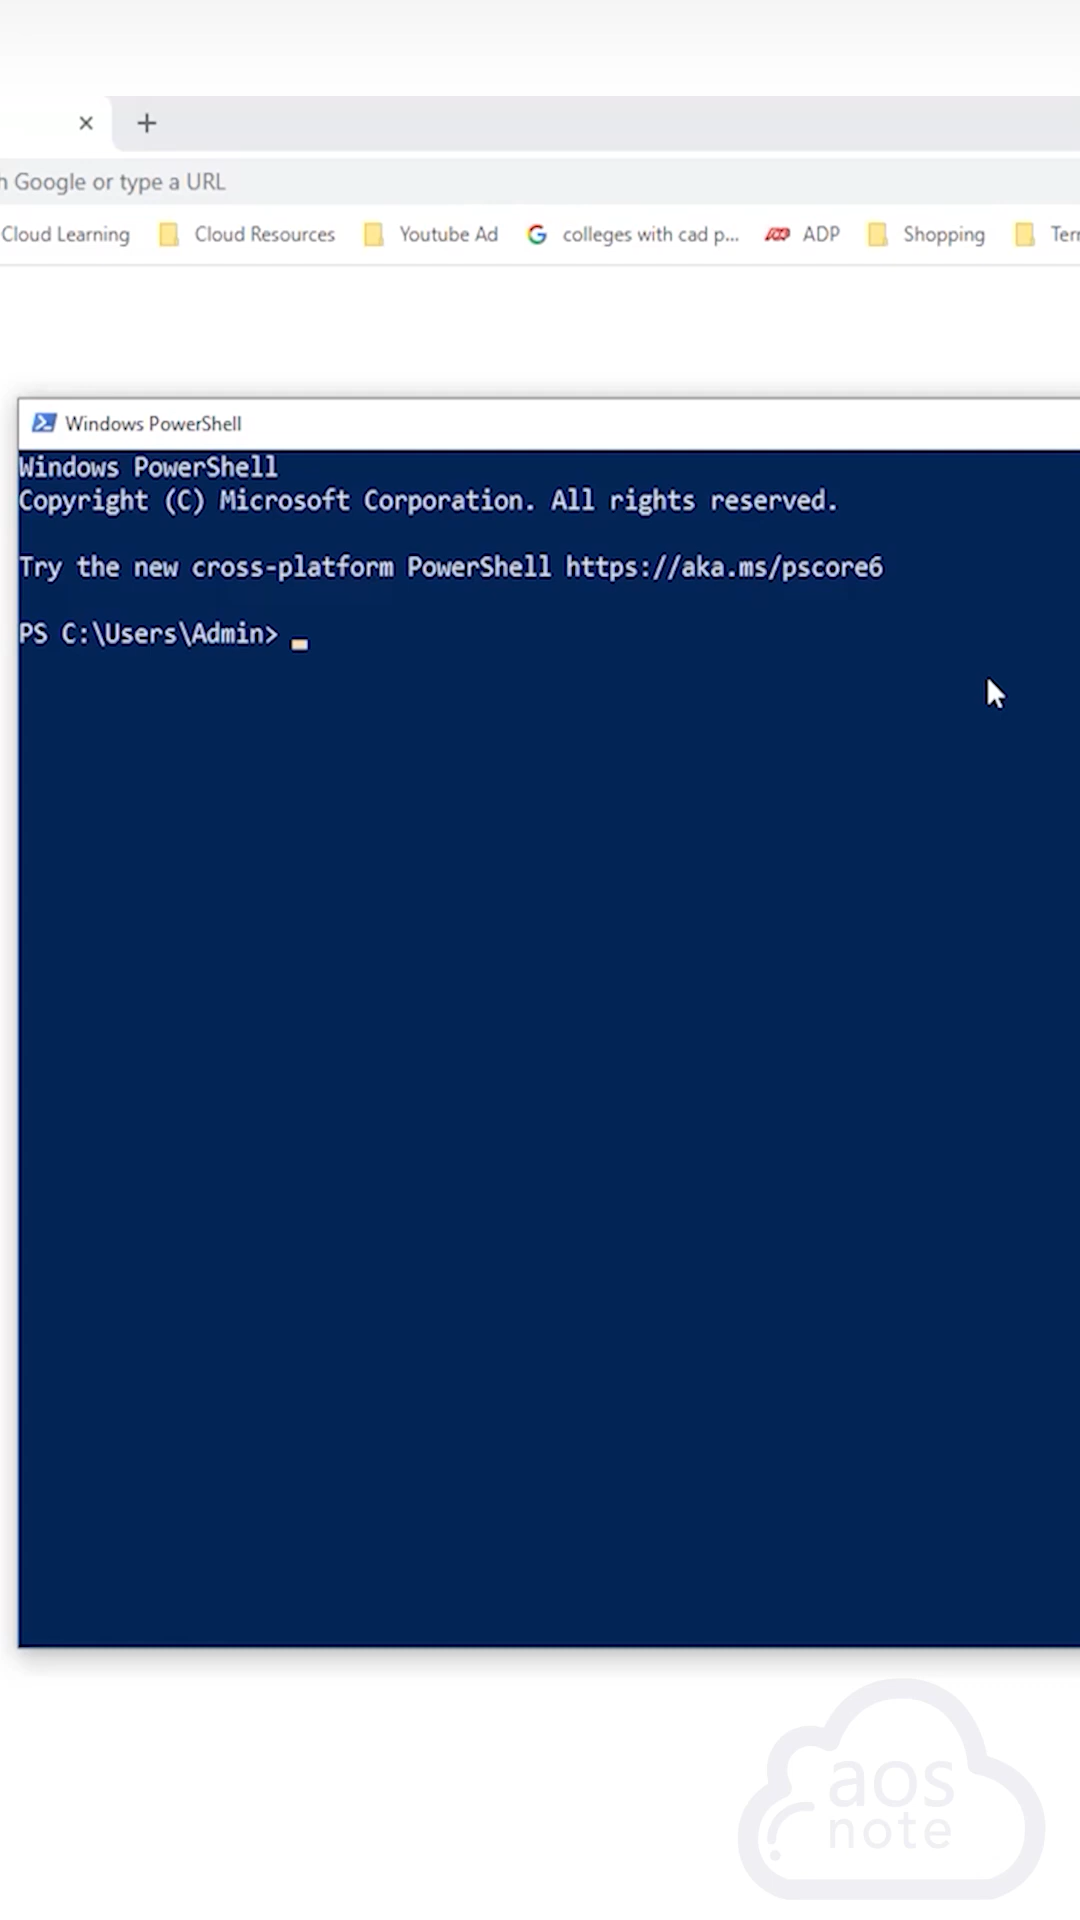 Google or type a URL
Cloud Learning Cloud Resources Youtube Ad colleges with cad p... ADP Shopping
Windows PowerShell
Windows PowerShell
Copyright (C) Microsoft Corporation. All rights reserved.
Try the new cross-platform PowerShell https://aka.ms/pscore6
PS C:\Users\Admin>
aos
note